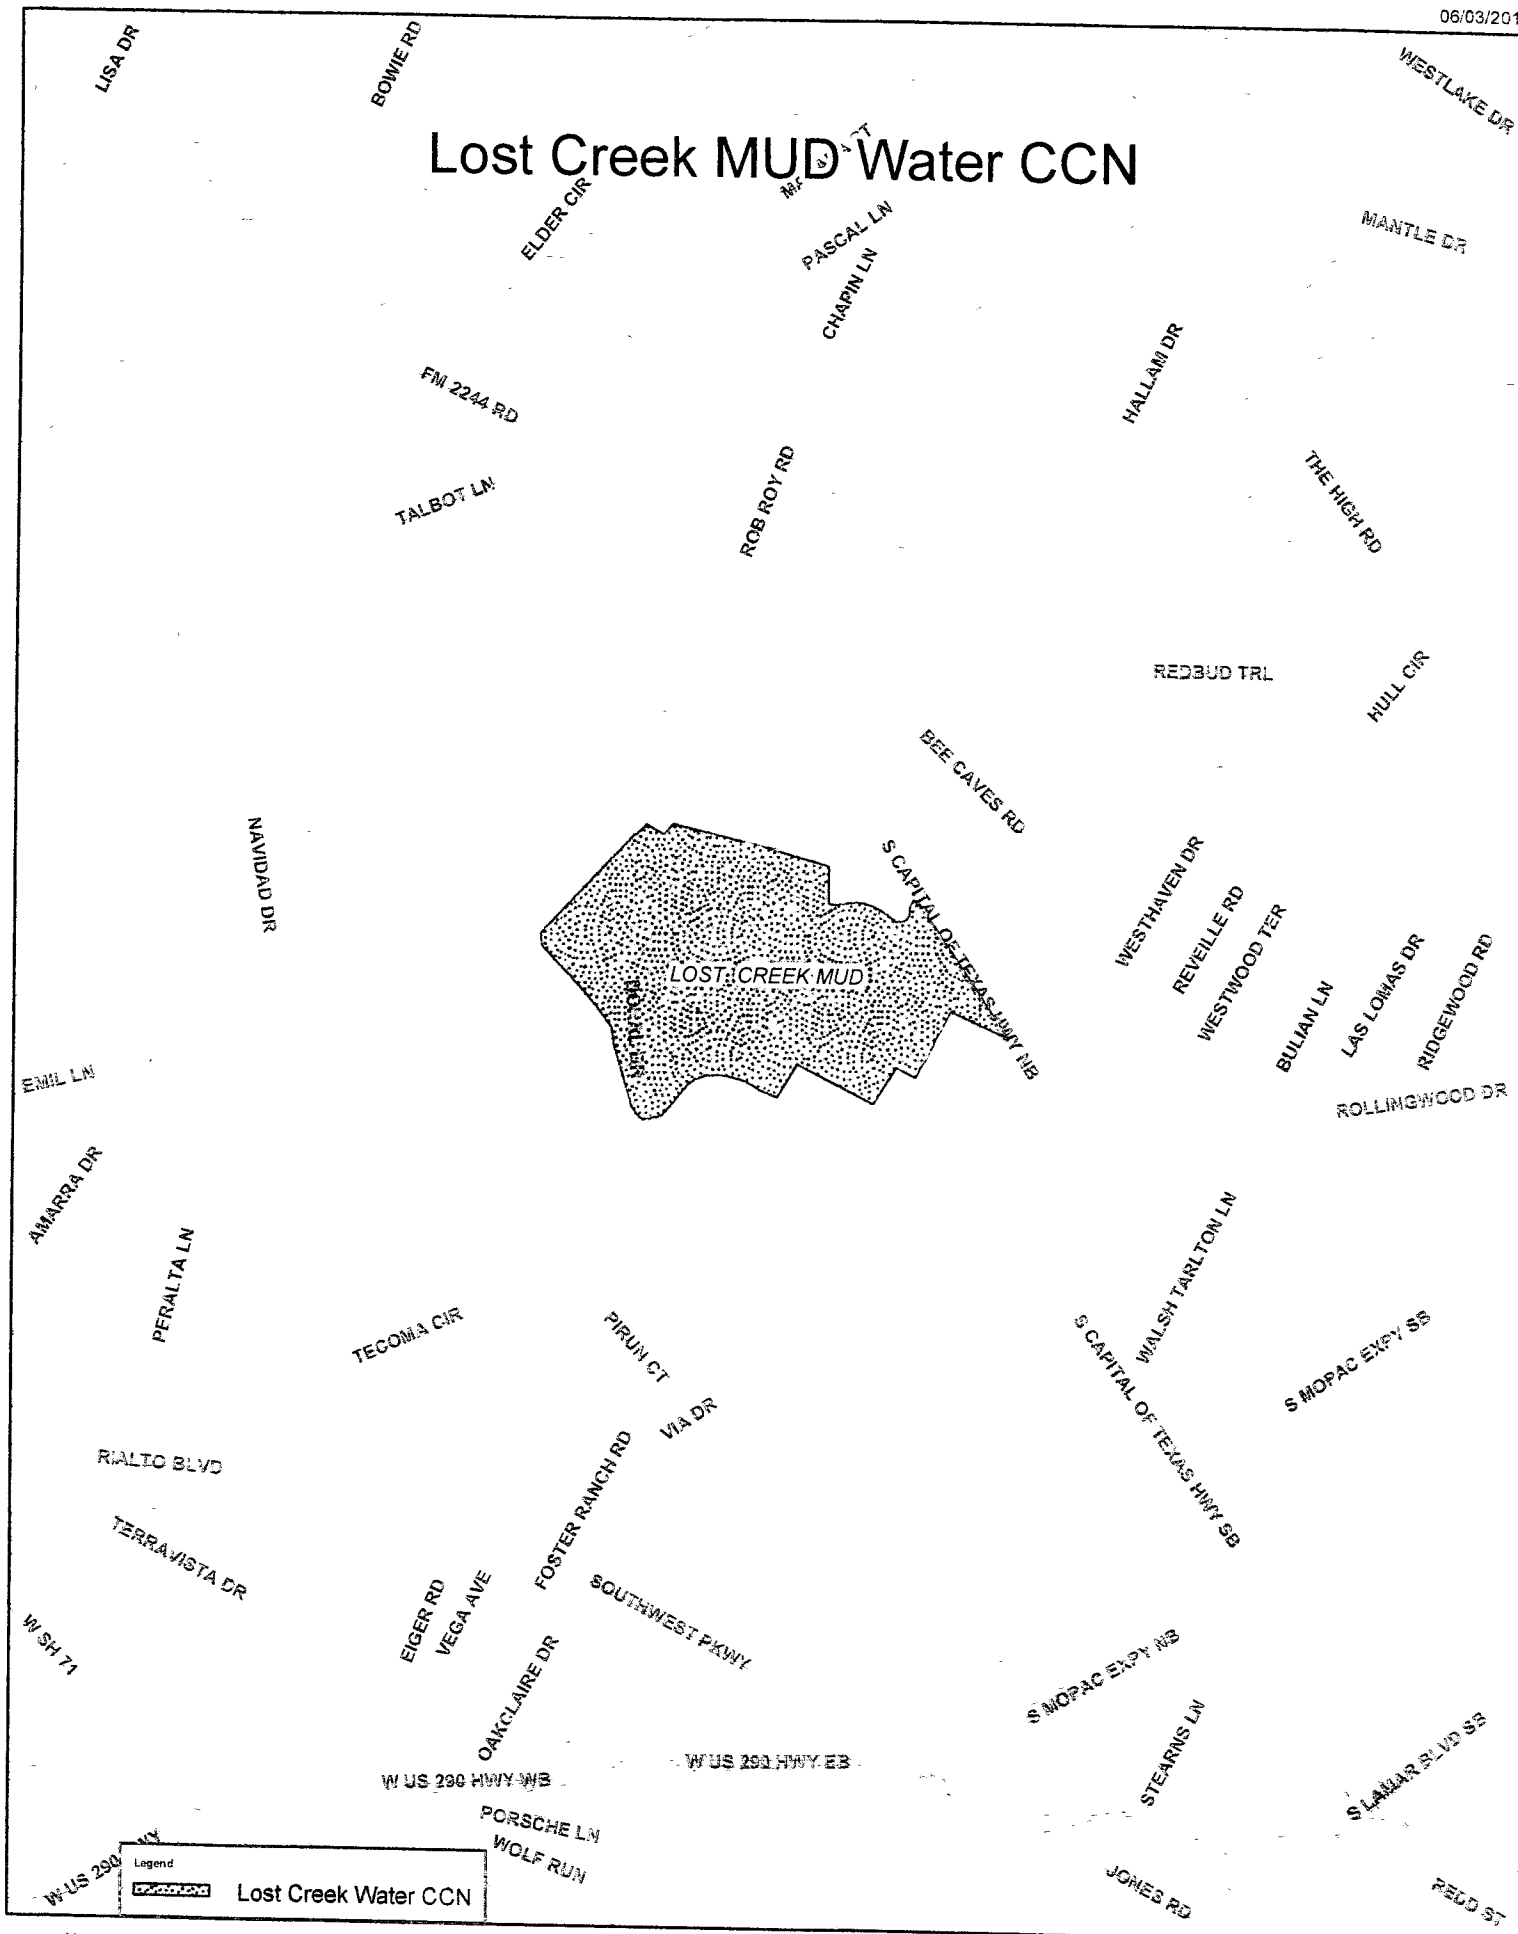 06/03/201
LISA DR
BOWIE RD
WESTLAKE DR
Lost Creek MUD Water CCN
ELDER CIR
PASCAL LN
MANTLE DR
CHAPIN LN
HALLAM DR
FM 2244 RD
TALBOT LN
ROB ROY RD
THE HIGH RD
REDBUD TRL
HULL CIR
BEE CAVES RD
NAVIDAD DR
S CAPITAL OF TEXAS HWY NB
WESTHAVEN DR
REVEILLE RD
WESTWOOD TER
LOST CREEK MUD
BULIAN LN
LAS LOMAS DR
RIDGEWOOD RD
EMIL LN
ROLLINGWOOD DR
AMARRA DR
PERALTA LN
WALSH TARLTON LN
TECOMA CIR
PIRUN CT
S CAPITAL OF TEXAS HWY SB
S MOPAC EXPY SB
VIA DR
RIALTO BLVD
FOSTER RANCH RD
TERRAVISTA DR
EIGER RD
VEGA AVE
SOUTHWEST PKWY
W SH 71
OAKCLAIRE DR
S MOPAC EXPY NB
STEARNS LN
W US 290 HWY WB
W US 290 HWY EB
S LAMAR BLVD SB
PORSCHE LN
WOLF RUN
W US 290
Legend
Lost Creek Water CCN
JONES RD
REDD ST